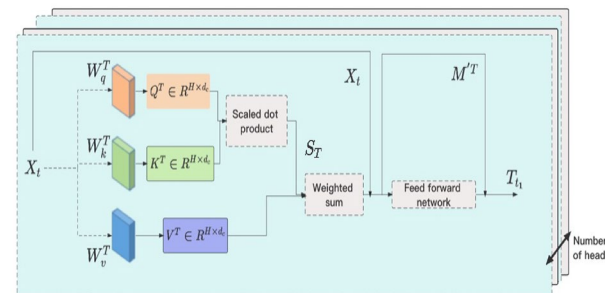 W_q^T
Q^T ∈ R^{H×d_c}
Scaled dot
product
X_t
M'^T
W_k^T
K^T ∈ R^{H×d_c}
S_T
X_t
Weighted
sum
Feed forward
network
T_{t_1}
W_v^T
V^T ∈ R^{H×d_c}
Number
of head